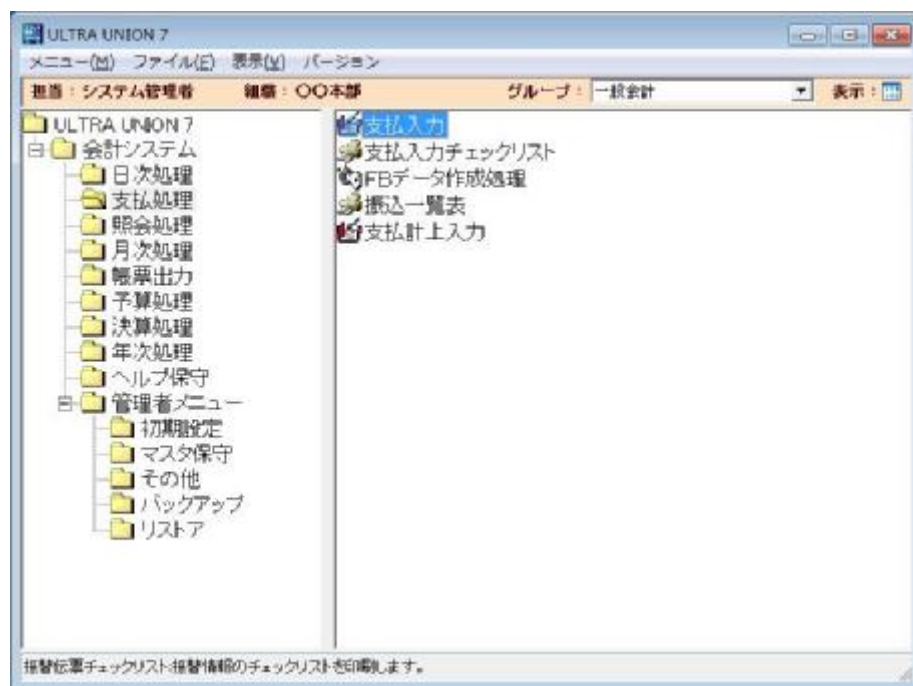 ULTRA UNION 7
メニュー(M) ファイル(F) 表示(V) バージョン
担当：システム管理者 組織：〇〇本部 グループ： 一般会計 表示：
ULTRA UNION 7
会計システム
日次処理
支払処理
照会処理
月次処理
帳票出力
予算処理
決算処理
年次処理
ヘルプ保守
管理者メニュー
初期設定
マスタ保守
その他
バックアップ
リストア
支払入力
支払入力チェックリスト
FBデータ作成処理
振込一覧表
支払計上入力
振替伝票チェックリスト:振替情報のチェックリストを印刷します。